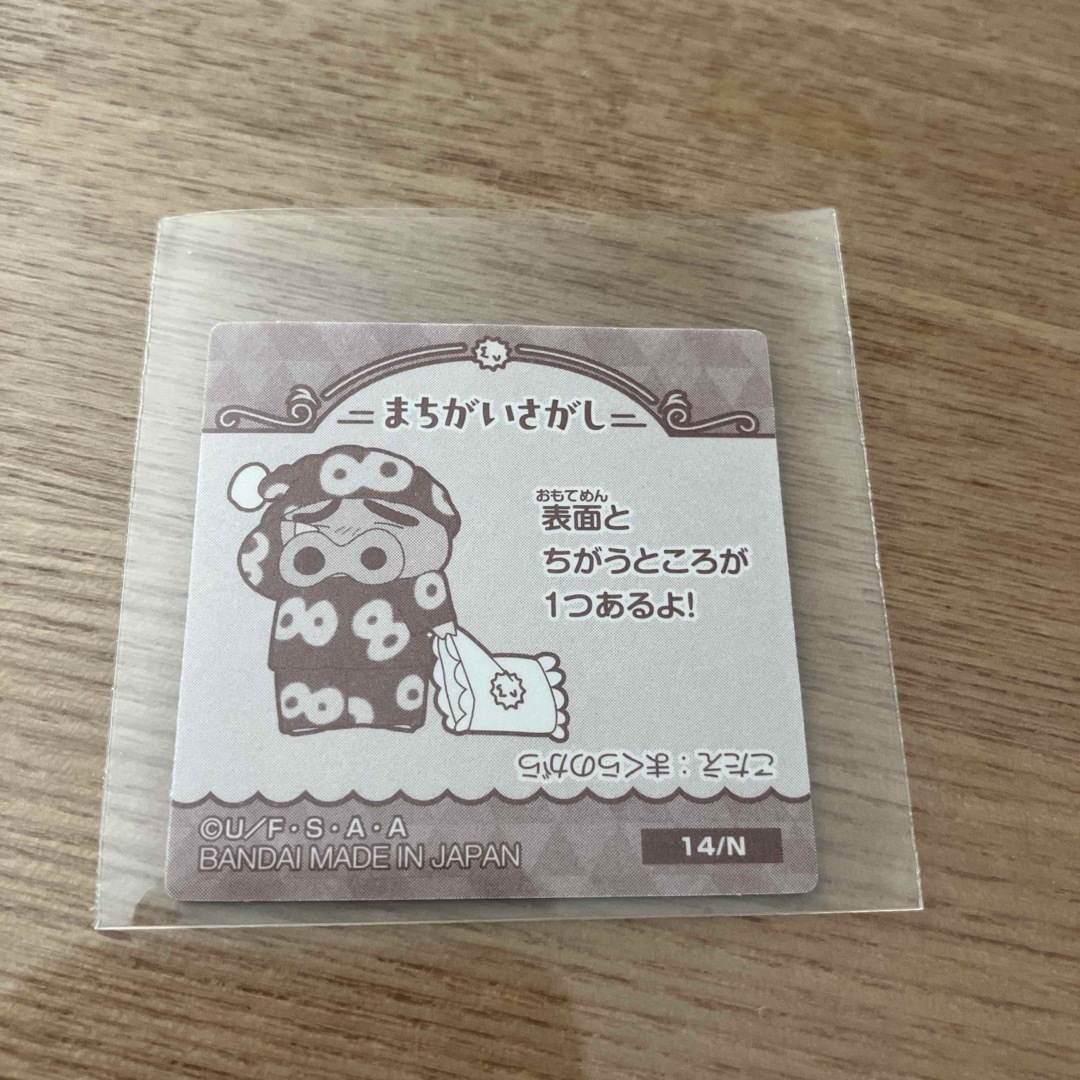 まちがいさがし
おもてめん
表面と
ちがうところが
1つあるよ!
こたえ：まくらのがら
©U/F・S・A・A
BANDAI MADE IN JAPAN
14/N